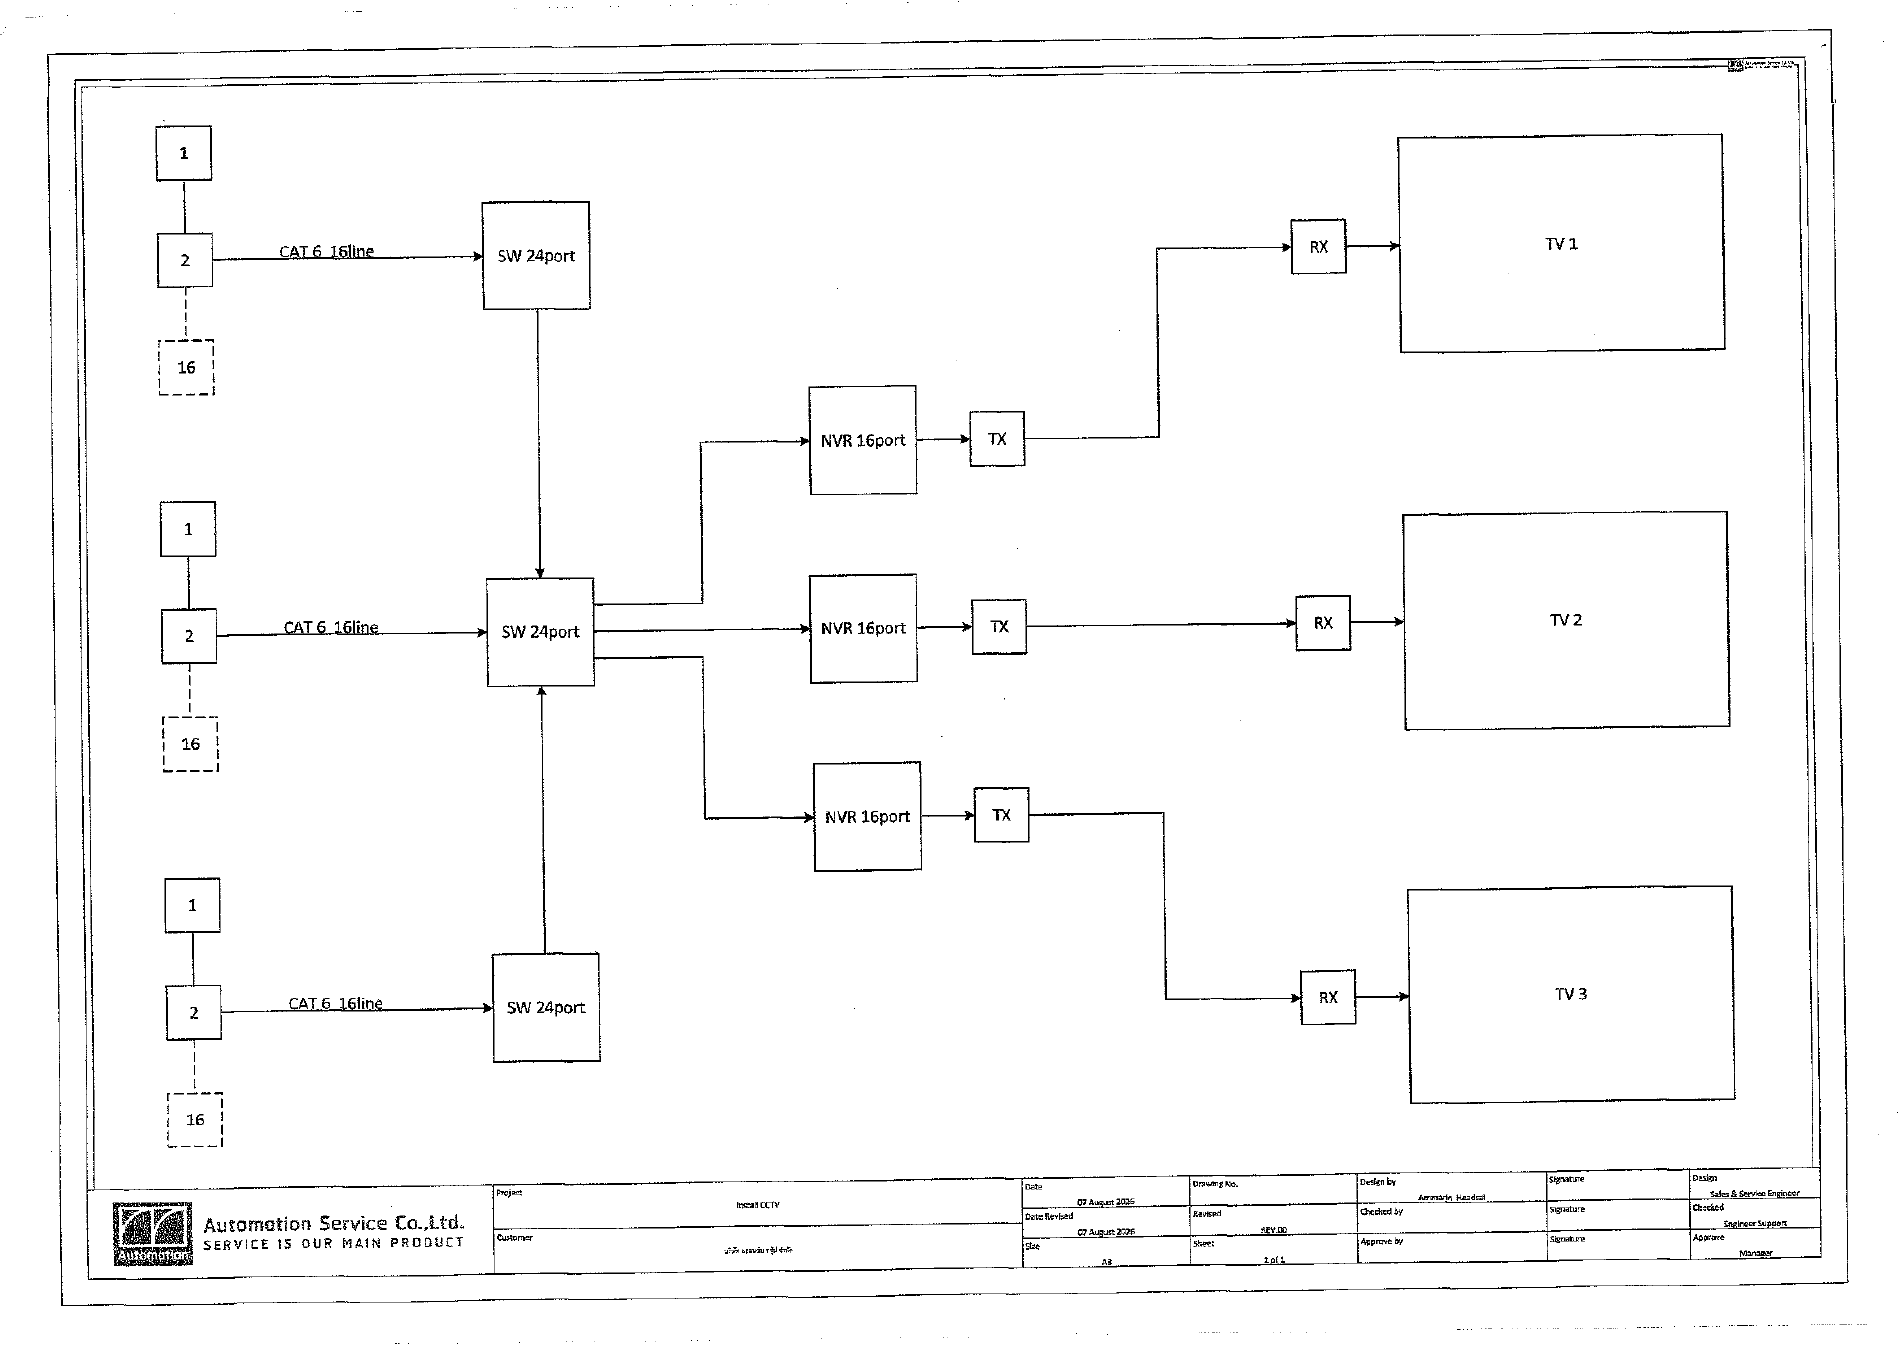 1
2
CAT 6 16line
SW 24port
16
RX
TV 1
NVR 16port
TX
1
2
CAT 6 16line
SW 24port
16
NVR 16port
TX
RX
TV 2
NVR 16port
TX
1
2
CAT 6 16line
SW 24port
16
RX
TV 3
Automation
Automation Service Co.,Ltd.
SERVICE IS OUR MAIN PRODUCT
Project
Install CCTV
Customer
Date
07 August 2026
Date Revised
07 August 2026
Size
A3
Drawing No.
Revised
REV.00
Sheet
1 of 1
Design by
Checked by
Approve by
Signature
Signature
Signature
Design
Sales & Service Engineer
Checked
Engineer Support
Approve
Manager